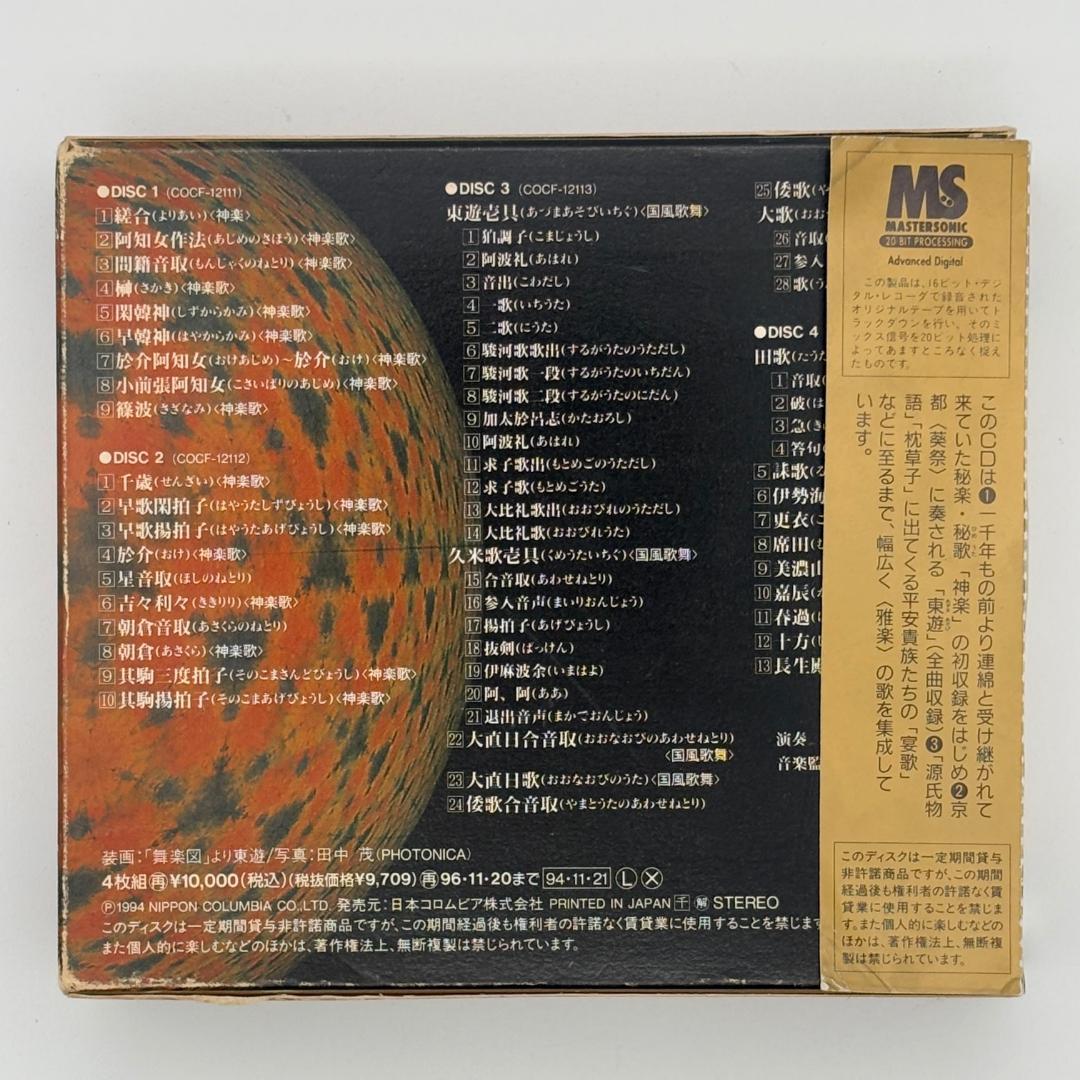 ●DISC 1 (COCF-12111)
1 縒合(よりあい)〈神楽〉
2 阿知女作法(あじめのさほう)〈神楽歌〉
3 問籍音取(もんじゃくのねとり)〈神楽歌〉
4 榊(さかき)〈神楽歌〉
5 閑韓神(しずからかみ)〈神楽歌〉
6 早韓神(はやからかみ)〈神楽歌〉
7 於介阿知女(おけあじめ)~於介(おけ)〈神楽歌〉
8 小前張阿知女(こさいばりのあじめ)〈神楽歌〉
9 篠波(さざなみ)〈神楽歌〉
●DISC 2 (COCF-12112)
1 千歳(せんざい)〈神楽歌〉
2 早歌閑拍子(はやうたしずびょうし)〈神楽歌〉
3 早歌揚拍子(はやうたあげびょうし)〈神楽歌〉
4 於介(おけ)〈神楽歌〉
5 星音取(ほしのねとり)
6 吉々利々(ききりり)〈神楽歌〉
7 朝倉音取(あさくらのねとり)
8 朝倉(あさくら)〈神楽歌〉
9 其駒三度拍子(そのこまさんどびょうし)〈神楽歌〉
10 其駒揚拍子(そのこまあげびょうし)〈神楽歌〉
●DISC 3 (COCF-12113)
東遊壱具(あづまあそびいちぐ)〈国風歌舞〉
1 狛調子(こまじょうし)
2 阿波礼(あはれ)
3 音出(こわだし)
4 一歌(いちうた)
5 二歌(にうた)
6 駿河歌歌出(するがうたのうただし)
7 駿河歌一段(するがうたのいちだん)
8 駿河歌二段(するがうたのにだん)
9 加太於呂志(かたおろし)
10 阿波礼(あはれ)
11 求子歌出(もとめごのうただし)
12 求子歌(もとめごうた)
13 大比礼歌出(おおびれのうただし)
14 大比礼歌(おおびれうた)
久米歌壱具(くめうたいちぐ)〈国風歌舞〉
15 合音取(あわせねとり)
16 参入音声(まいりおんじょう)
17 揚拍子(あげびょうし)
18 抜剣(ばっけん)
19 伊麻波余(いまはよ)
20 阿、阿(ああ)
21 退出音声(まかでおんじょう)
22 大直日合音取(おおなおびのあわせねとり)
〈国風歌舞〉
23 大直日歌(おおなおびのうた)〈国風歌舞〉
24 倭歌合音取(やまとうたのあわせねとり)
25 倭歌(や
大歌(おお
26 音取(
27 参入
28 歌(う
●DISC 4
田歌(たうた
1 音取(
2 破(は
3 急(き
4 答句(
5 誄歌(る
6 伊勢海
7 更衣(こ
8 席田(む
9 美濃山
10 嘉辰(か
11 春過(は
12 十方(じ
13 長生殿
演奏
音楽監
装画:「舞楽図」より東遊/写真:田中 茂(PHOTONICA)
4枚組 再 ¥10,000(税込)(税抜価格¥9,709) 再 96·11·20まで 94·11·21 L X
℗1994 NIPPON COLUMBIA CO.,LTD. 発売元:日本コロムビア株式会社 PRINTED IN JAPAN 干 解 STEREO
このディスクは一定期間貸与非許諾商品ですが、この期間経過後も権利者の許諾なく賃貸業に使用することを禁じます
また個人的に楽しむなどのほかは、著作権法上、無断複製は禁じられています。
MS
MASTERSONIC
20 BIT PROCESSING
Advanced Digital
この製品は、16ビット・デジ
タル・レコーダで録音された
オリジナルテープを用いてト
ラックダウンを行い、そのミ
ックス信号を20ビット処理に
よってあますところなく捉え
たものです。
このCDは❶一千年もの前より連綿と受け継がれて
来ていた秘楽・秘歌「神楽」の初収録をはじめ❷京
都〈葵祭〉に奏される「東遊」〈全曲収録〉❸「源氏物
語」「枕草子」に出てくる平安貴族たちの「宴歌」
などに至るまで、幅広く〈雅楽〉の歌を集成して
います。
このディスクは一定期間貸与
非許諾商品ですが、この期間
経過後も権利者の許諾なく賃
貸業に使用することを禁じま
す。また個人的に楽しむなどの
ほかは、著作権法上、無断複
製は禁じられています。